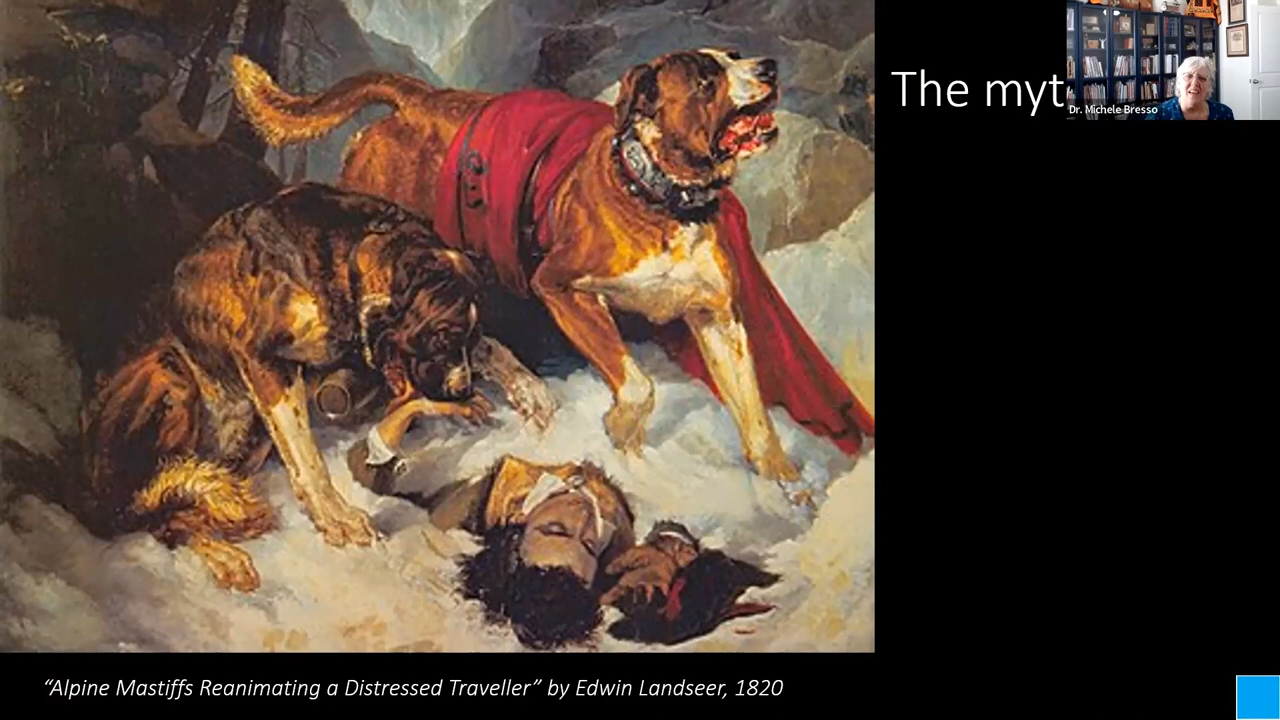 The myt
Dr. Michele Bresso
“Alpine Mastiffs Reanimating a Distressed Traveller” by Edwin Landseer, 1820